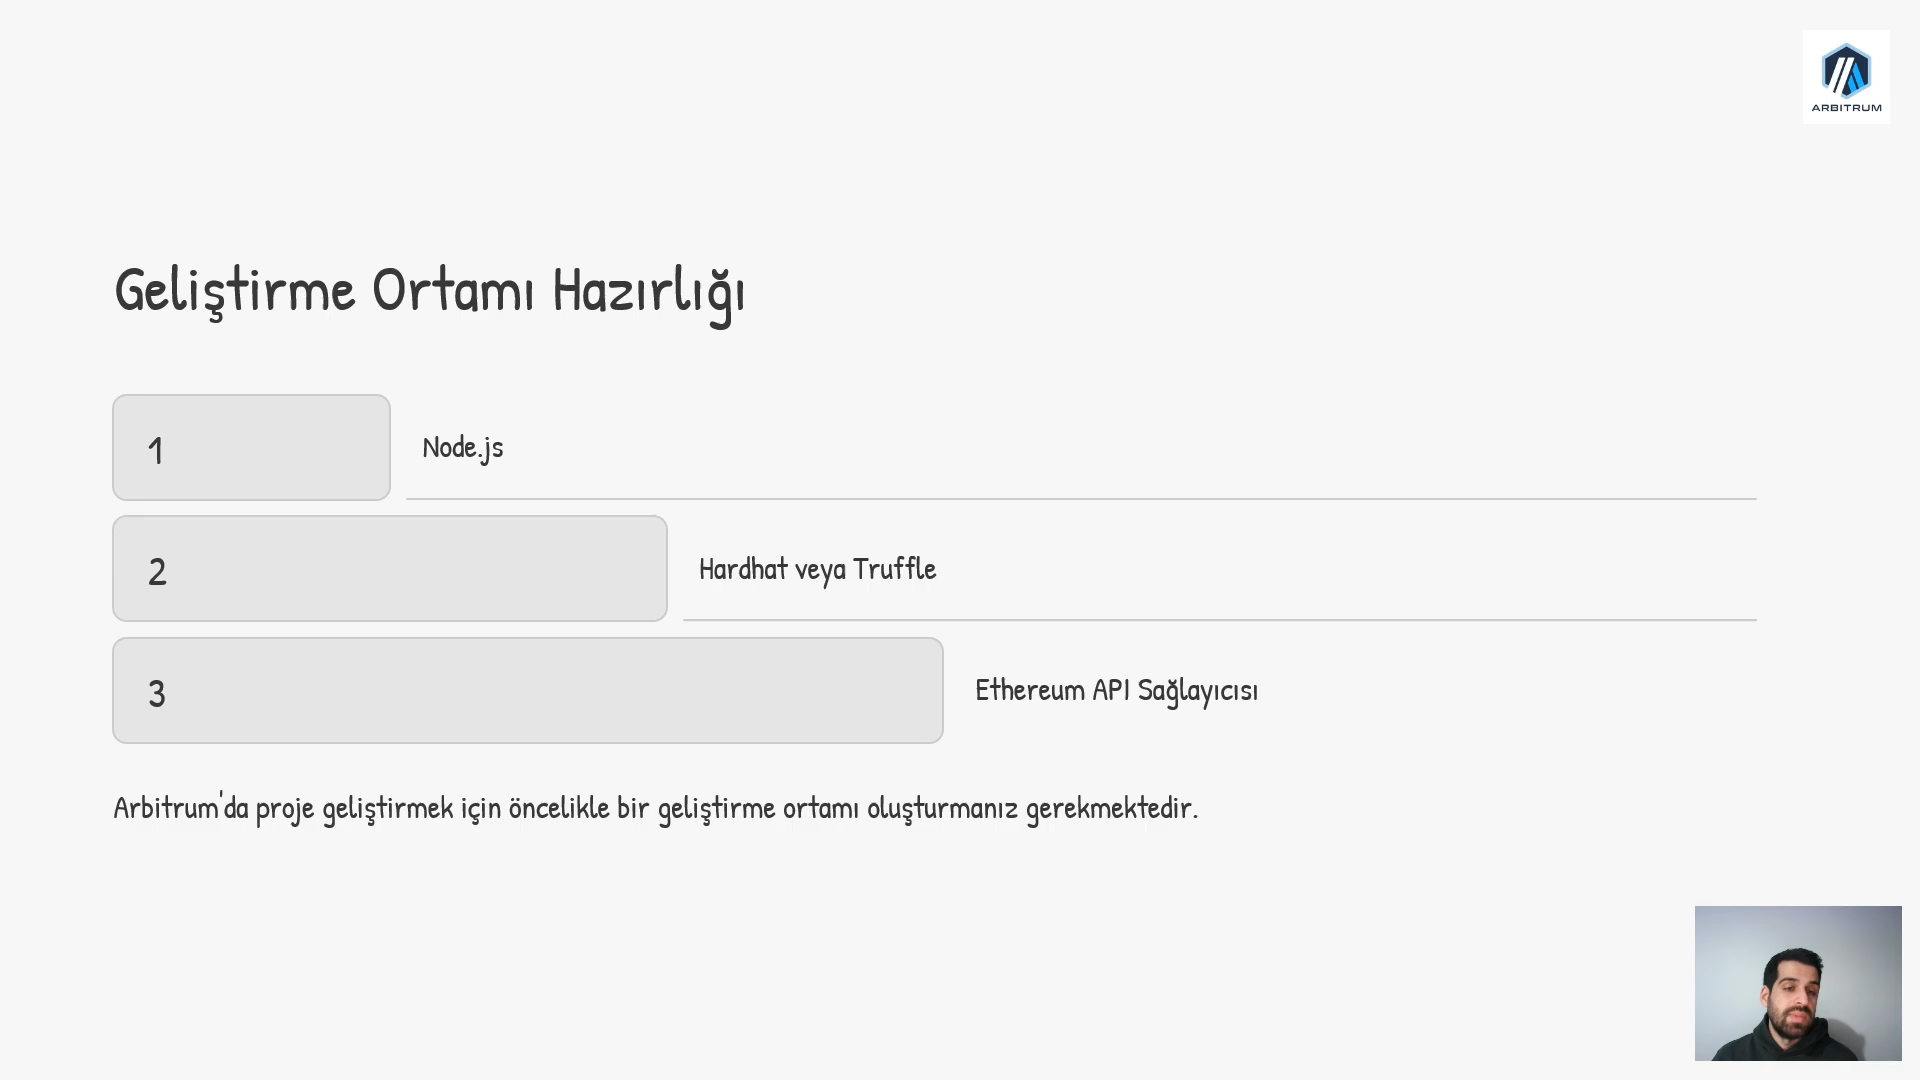 ARBITRUM
Geliştirme Ortamı Hazırlığı
1
Node.js
2
Hardhat veya Truffle
3
Ethereum API Sağlayıcısı
Arbitrum'da proje geliştirmek için öncelikle bir geliştirme ortamı oluşturmanız gerekmektedir.